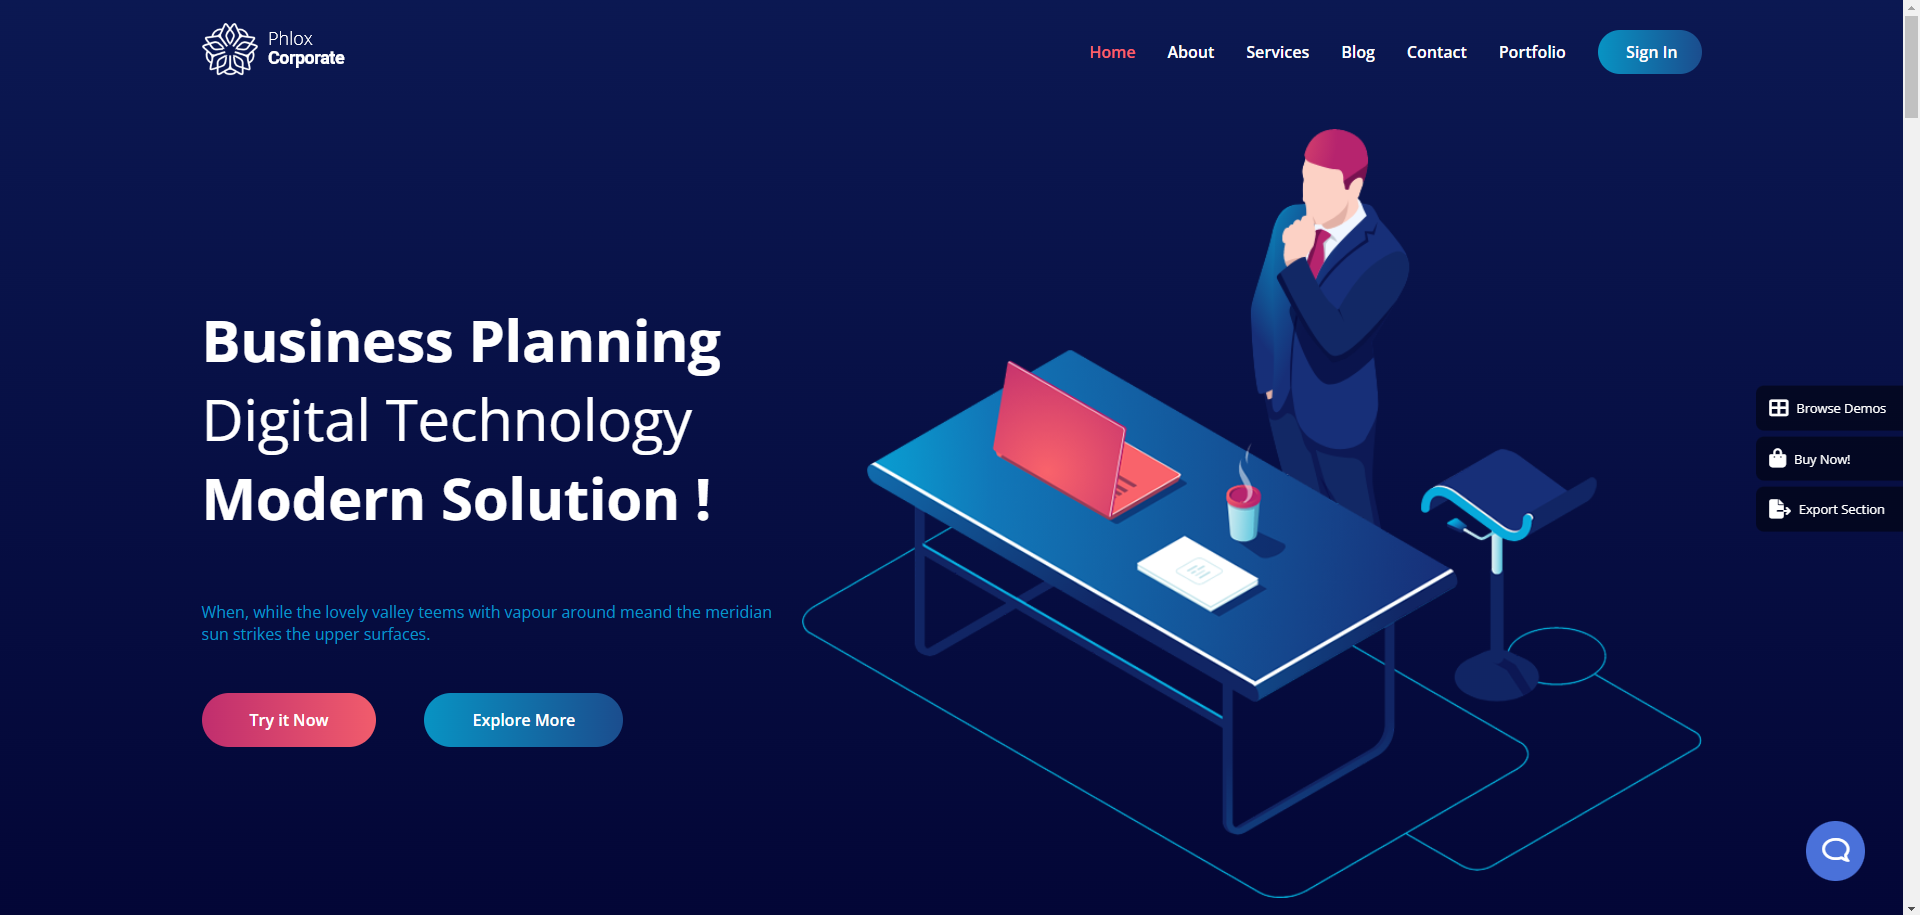 Phlox
Corporate
Home About Services Blog Contact Portfolio Sign In
Business Planning
Digital Technology
Modern Solution !
When, while the lovely valley teems with vapour around meand the meridian
sun strikes the upper surfaces.
Try it Now Explore More
Browse Demos
Buy Now!
Export Section